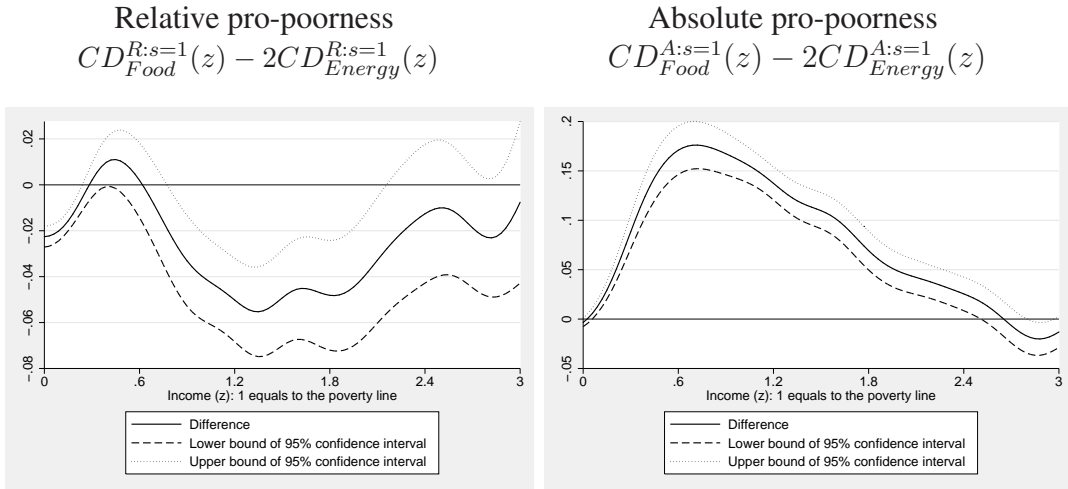 Relative pro-poorness
CD_{Food}^{R:s=1}(z) − 2CD_{Energy}^{R:s=1}(z)
.02
0
-.02
-.04
-.06
-.08
0 .6 1.2 1.8 2.4 3
Income (z): 1 equals to the poverty line
Difference
Lower bound of 95% confidence interval
Upper bound of 95% confidence interval
Absolute pro-poorness
CD_{Food}^{A:s=1}(z) − 2CD_{Energy}^{A:s=1}(z)
.2
.15
.1
.05
0
-.05
0 .6 1.2 1.8 2.4 3
Income (z): 1 equals to the poverty line
Difference
Lower bound of 95% confidence interval
Upper bound of 95% confidence interval